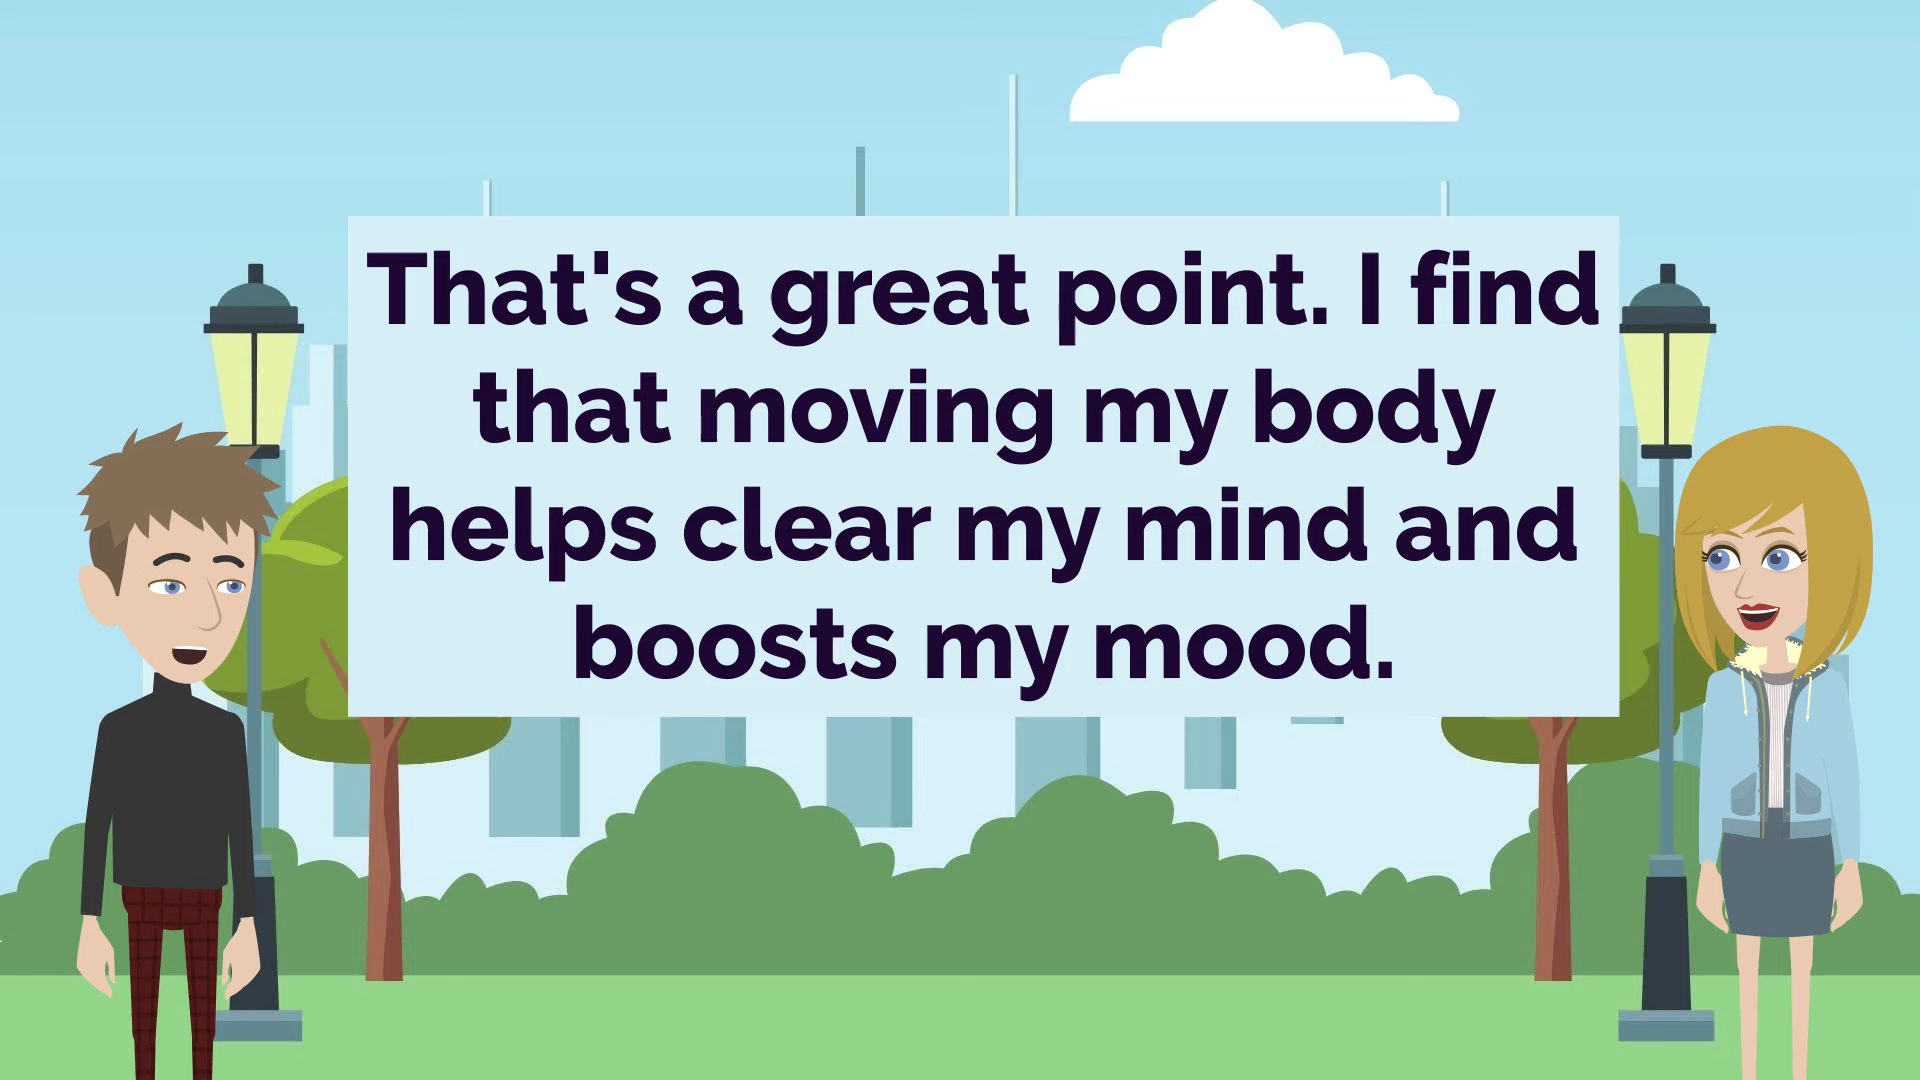 That's a great point. I find
that moving my body
helps clear my mind and
boosts my mood.